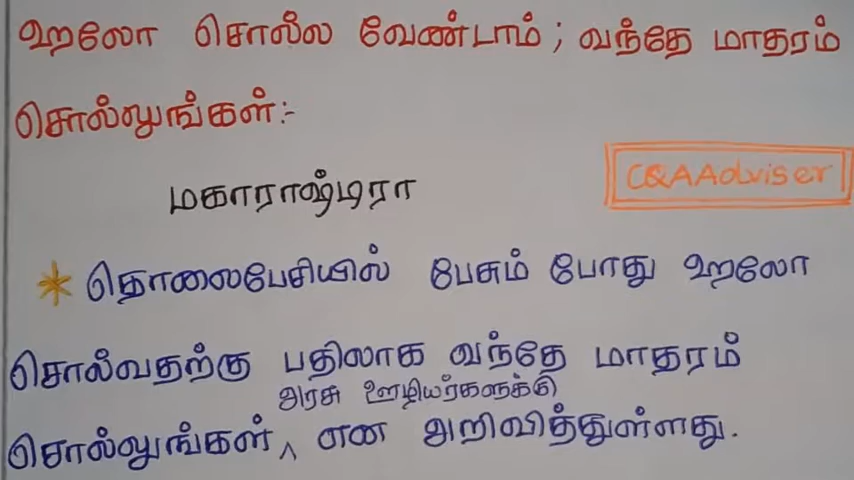 ஹலோ சொல்ல வேண்டாம் ; வந்தே மாதரம்
சொல்லுங்கள் :-
மகாராஷ்டிரா
C&AAdviser
* தொலைபேசியில் பேசும் போது ஹலோ
சொல்வதற்கு பதிலாக வந்தே மாதரம்
அரசு ஊழியர்களுக்கு
சொல்லுங்கள் ^ என அறிவித்துள்ளது.